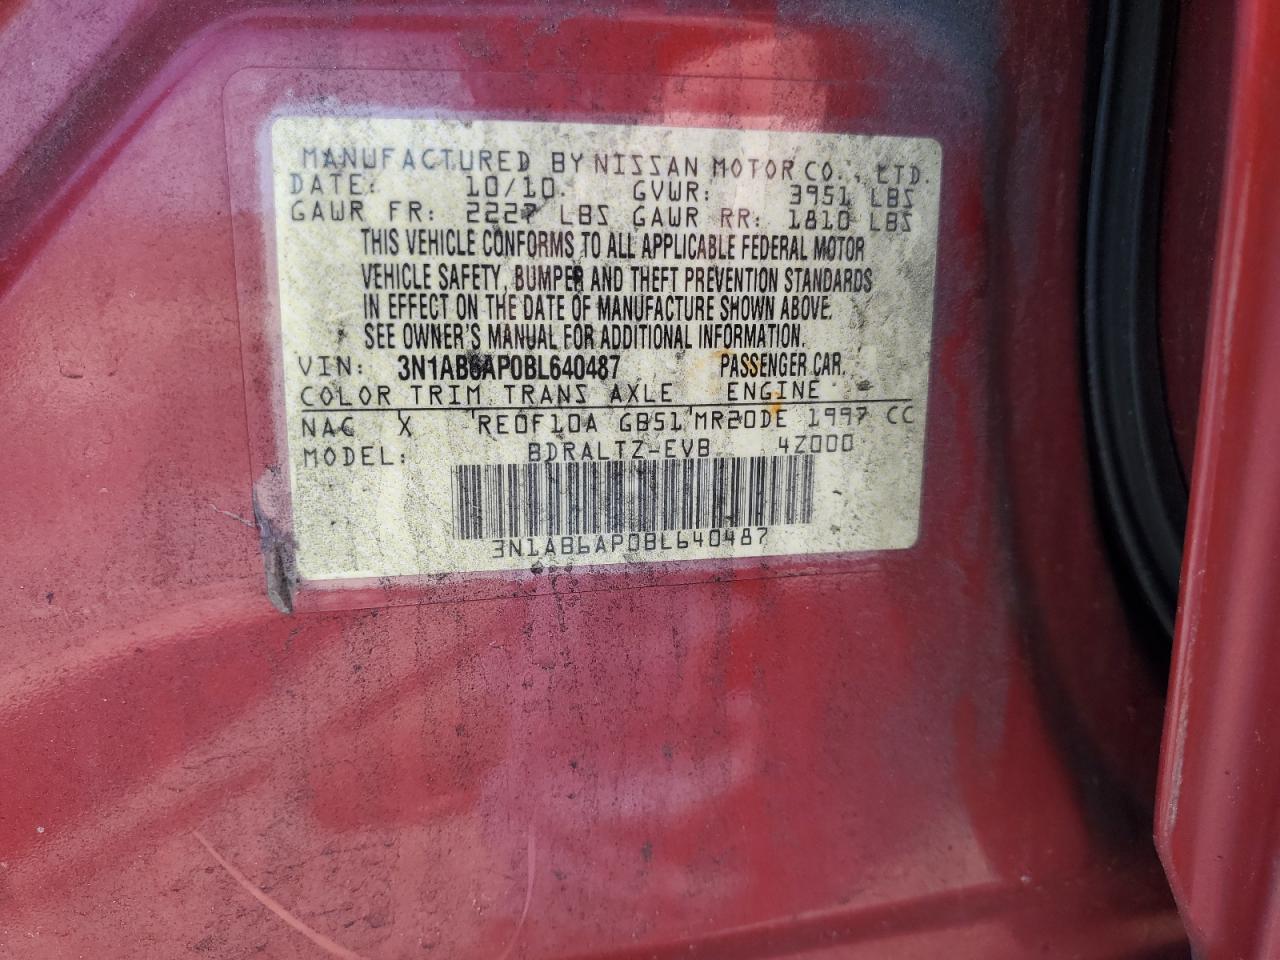 MANUFACTURED BY NISSAN MOTOR CO., LTD.
DATE: 10/10. GVWR: 3951 LBS
GAWR FR: 2227 LBS GAWR RR: 1810 LBS
THIS VEHICLE CONFORMS TO ALL APPLICABLE FEDERAL MOTOR
VEHICLE SAFETY, BUMPER AND THEFT PREVENTION STANDARDS
IN EFFECT ON THE DATE OF MANUFACTURE SHOWN ABOVE.
SEE OWNER'S MANUAL FOR ADDITIONAL INFORMATION.
VIN: 3N1AB6AP0BL640487 PASSENGER CAR.
COLOR TRIM TRANS AXLE ENGINE
NAC X RE0F10A GB51 MR20DE 1997 CC
MODEL: BDRALTZ-EVB 4Z000
3N1AB6AP0BL640487